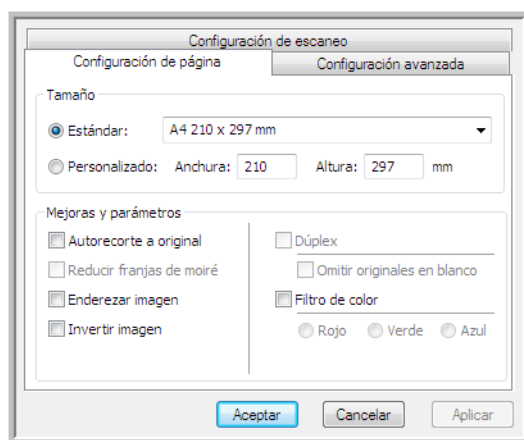 Configuración de escaneo
Configuración de página Configuración avanzada
Tamaño
Estándar: A4 210 x 297 mm
Personalizado: Anchura: 210 Altura: 297 mm
Mejoras y parámetros
Autorecorte a original Dúplex
Reducir franjas de moiré Omitir originales en blanco
Enderezar imagen Filtro de color
Invertir imagen Rojo Verde Azul
Aceptar Cancelar Aplicar